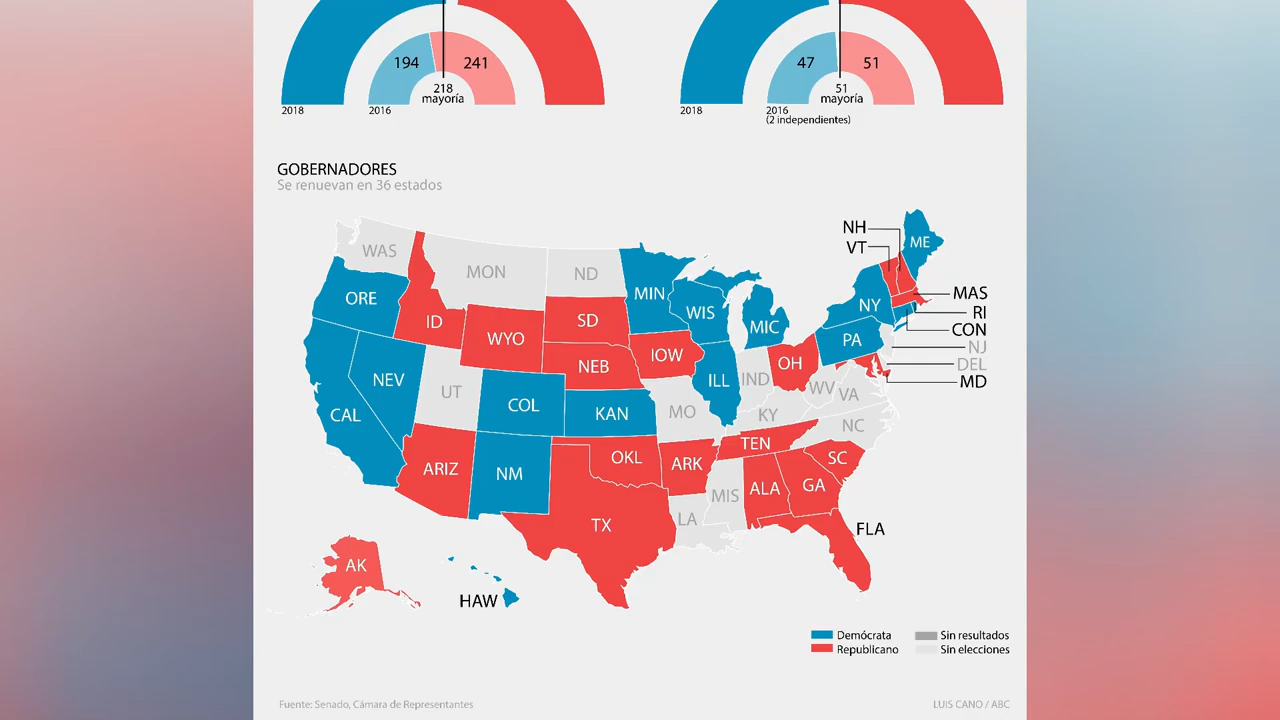 194
241
218
mayoría
2018
2016
47
51
51
mayoría
2018
2016
(2 independientes)
GOBERNADORES
Se renuevan en 36 estados
NH
VT
ME
WAS
MON
ND
MIN
ORE
ID
WYO
SD
WIS
MIC
NY
MAS
RI
CON
NJ
DEL
MD
PA
NEV
UT
NEB
IOW
ILL
IND
OH
WV
VA
CAL
COL
KAN
MO
KY
NC
ARIZ
NM
OKL
ARK
TEN
SC
TX
LA
MIS
ALA
GA
FLA
AK
HAW
Demócrata
Republicano
Sin resultados
Sin elecciones
Fuente: Senado, Cámara de Representantes
LUIS CANO / ABC